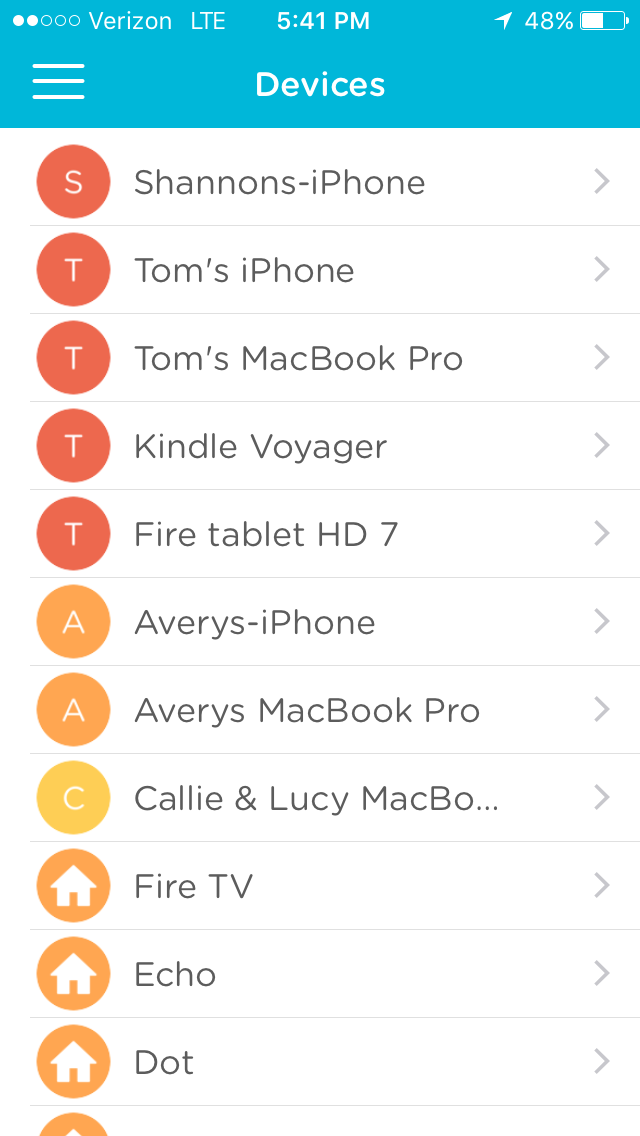 Verizon LTE 5:41 PM 48%
Devices
S Shannons-iPhone
T Tom's iPhone
T Tom's MacBook Pro
T Kindle Voyager
T Fire tablet HD 7
A Averys-iPhone
A Averys MacBook Pro
C Callie & Lucy MacBo...
Fire TV
Echo
Dot